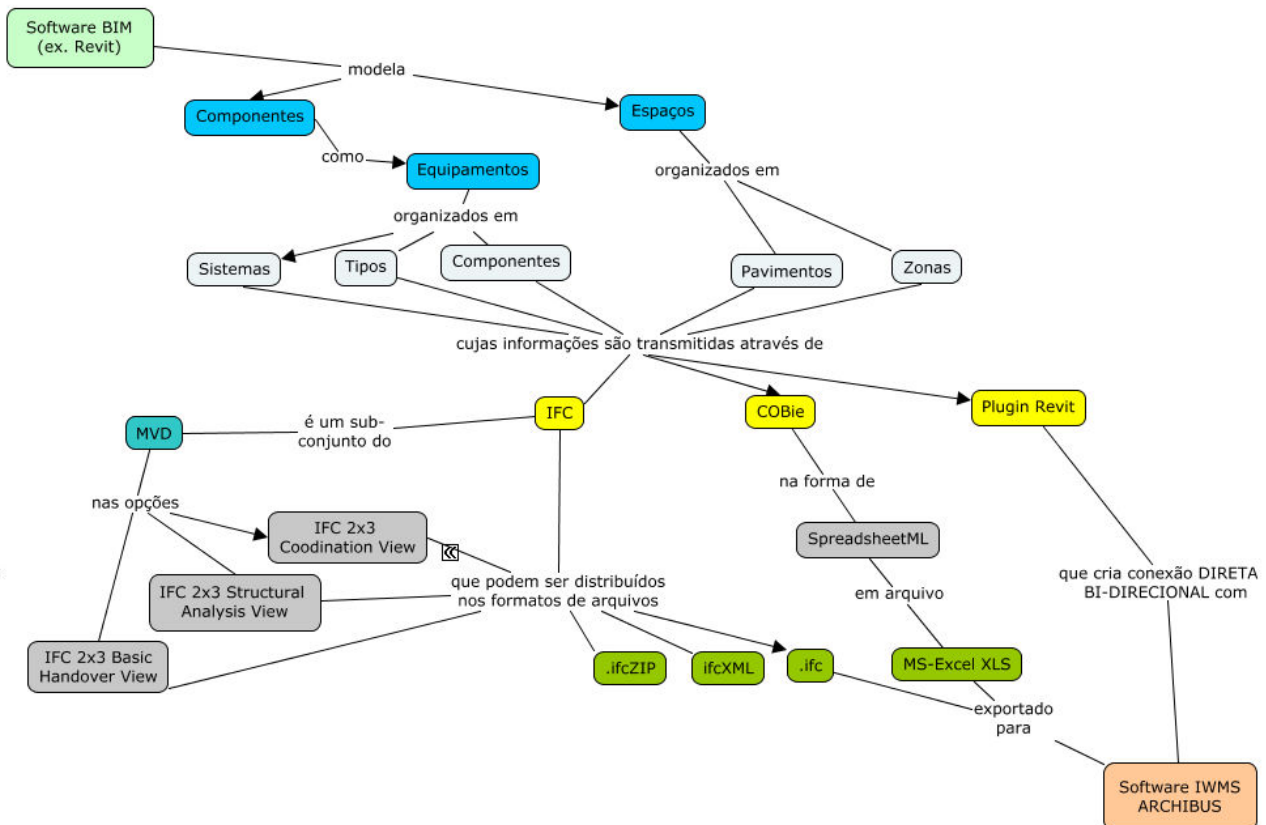 Software BIM
(ex. Revit)
modela
Componentes
Espaços
como
Equipamentos
organizados em
organizados em
Sistemas
Tipos
Componentes
Pavimentos
Zonas
cujas informações são transmitidas através de
IFC
COBie
Plugin Revit
MVD
é um sub-
conjunto do
nas opções
na forma de
IFC 2x3
Coodination View
SpreadsheetML
IFC 2x3 Structural
Analysis View
que podem ser distribuídos
nos formatos de arquivos
em arquivo
que cria conexão DIRETA
BI-DIRECIONAL com
IFC 2x3 Basic
Handover View
.ifcZIP
ifcXML
.ifc
MS-Excel XLS
exportado
para
Software IWMS
ARCHIBUS